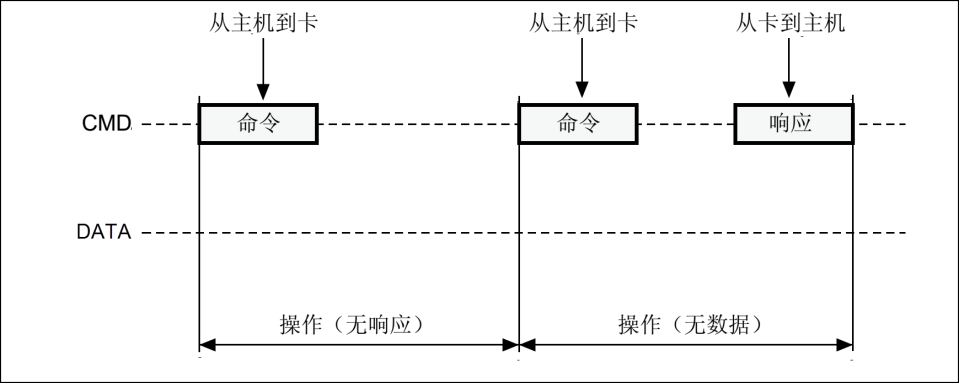 从主机到卡
从主机到卡
从卡到主机
CMD
命令
命令
响应
DATA
操作（无响应）
操作（无数据）